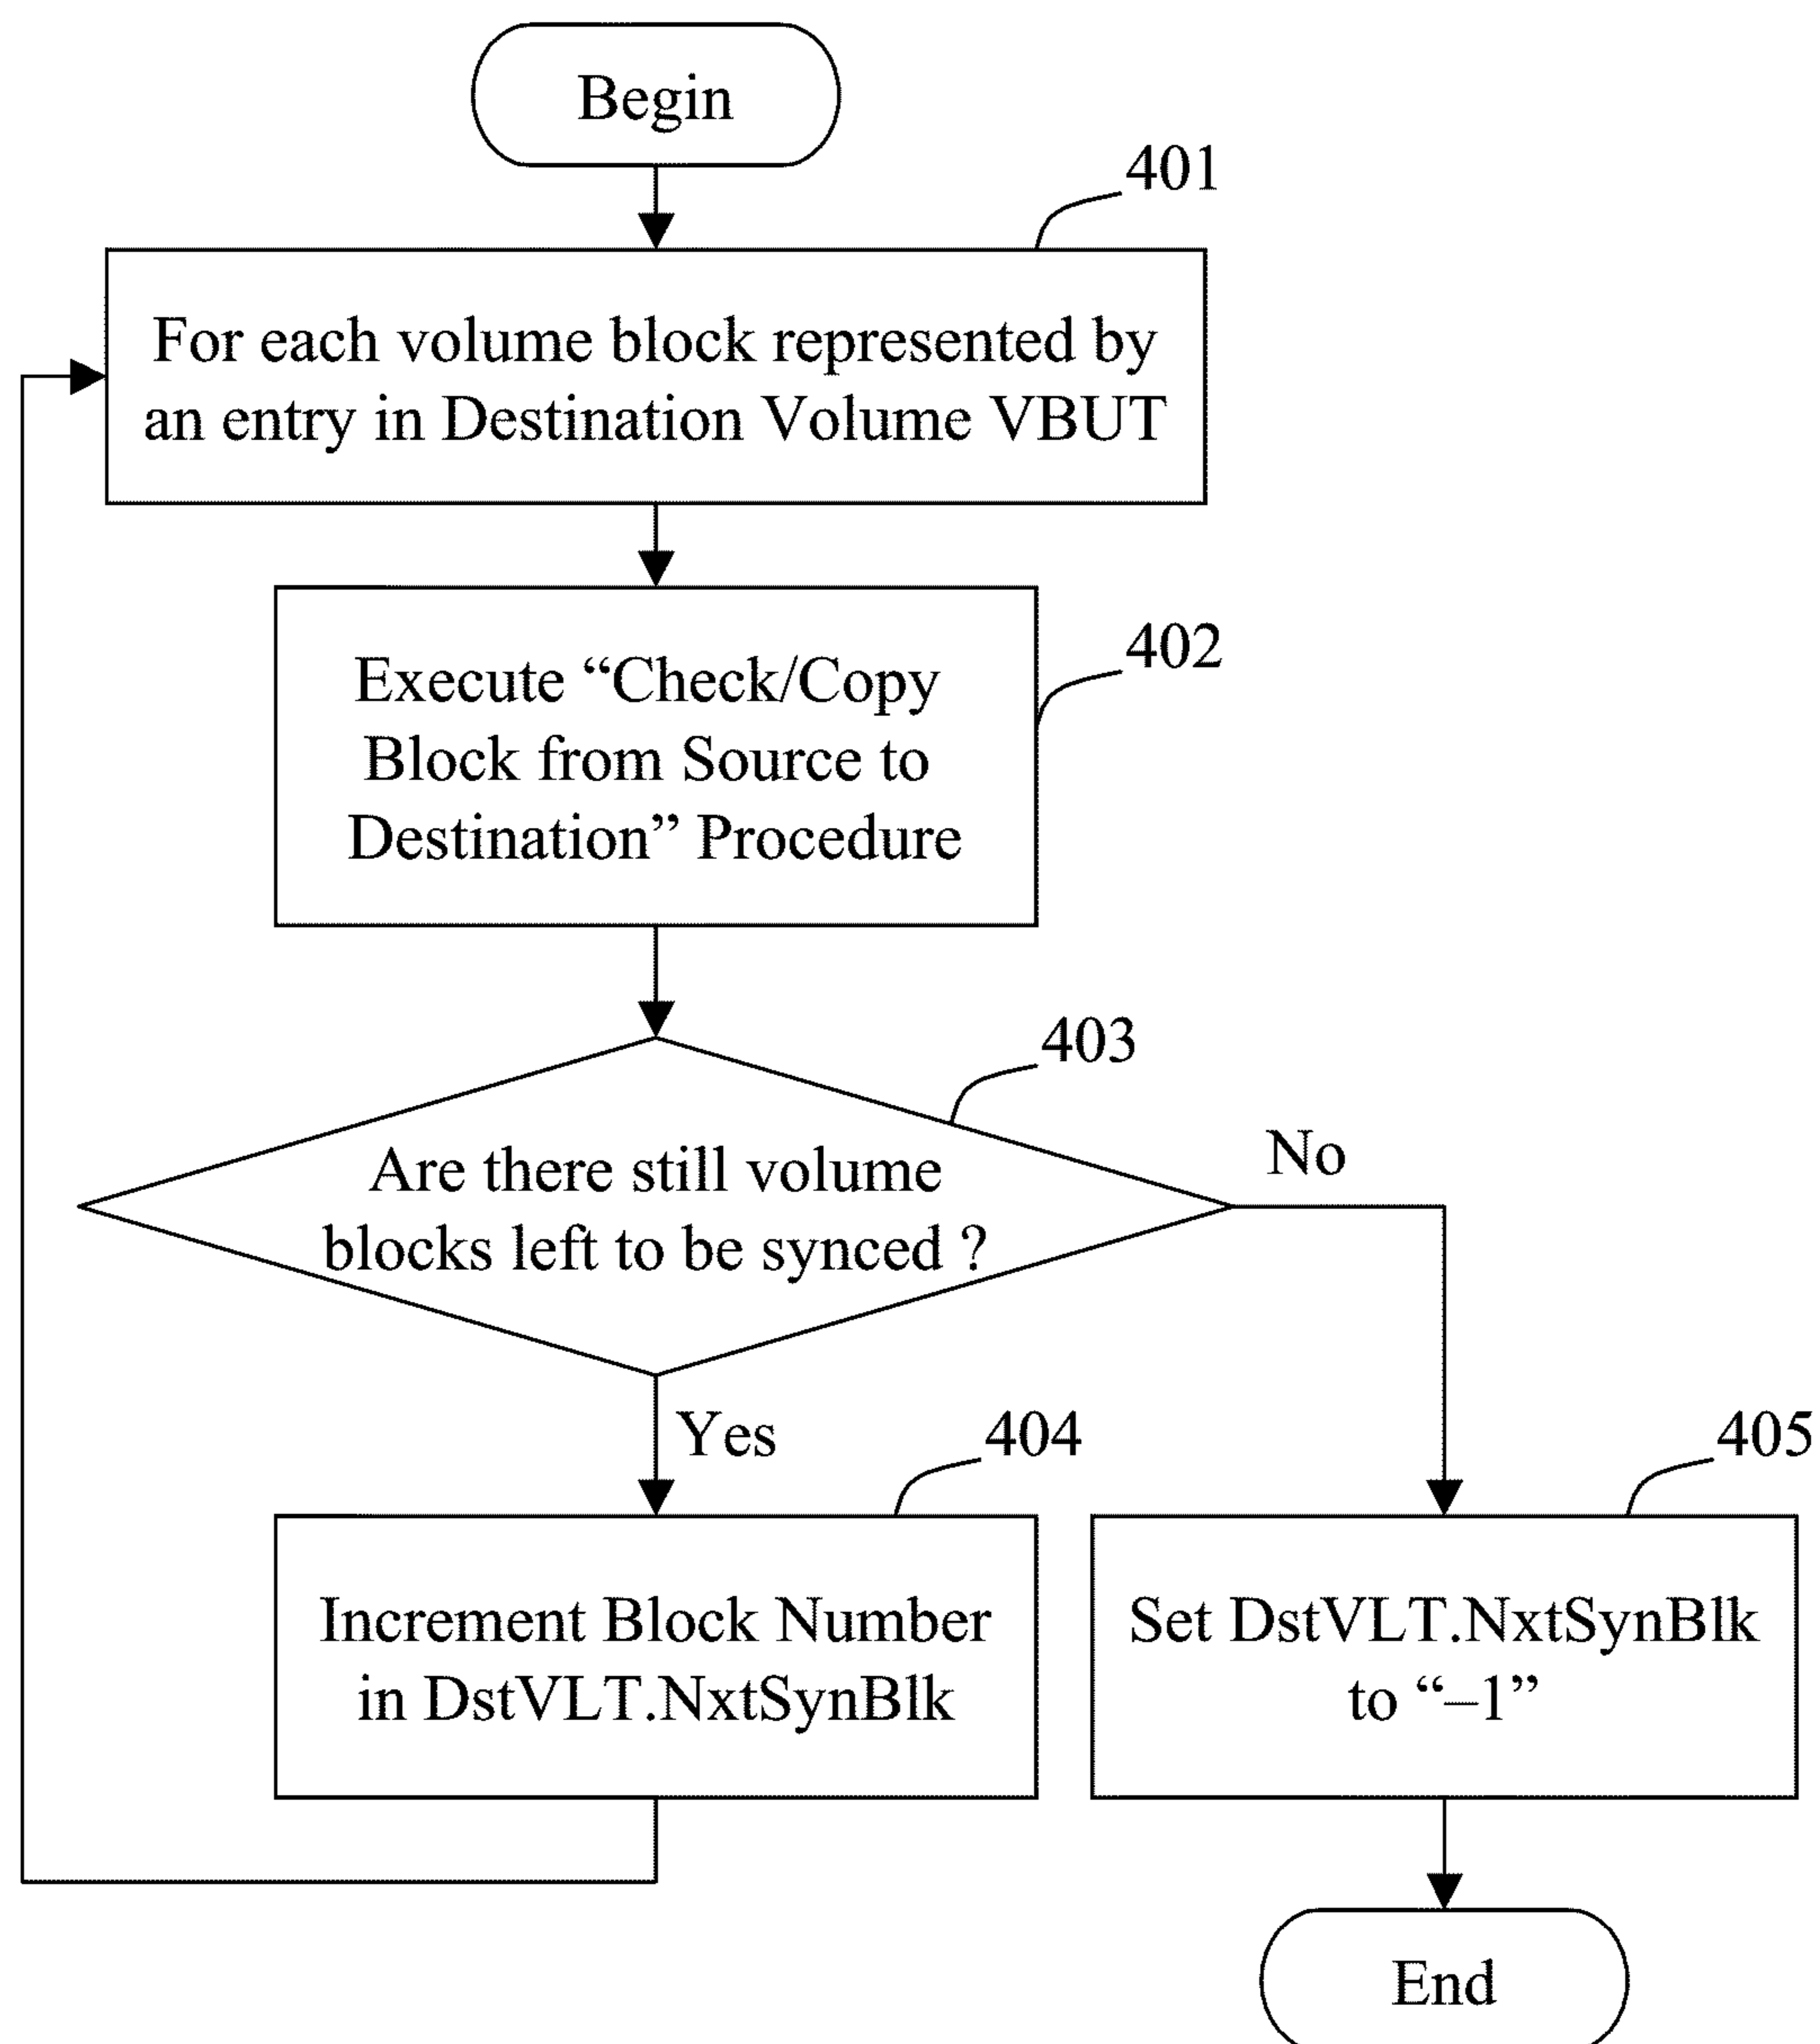 Begin
401
For each volume block represented by
an entry in Destination Volume VBUT
402
Execute “Check/Copy
Block from Source to
Destination” Procedure
403
Are there still volume
blocks left to be synced ?
No
Yes
404
405
Increment Block Number
in DstVLT.NxtSynBlk
Set DstVLT.NxtSynBlk
to “–1”
End